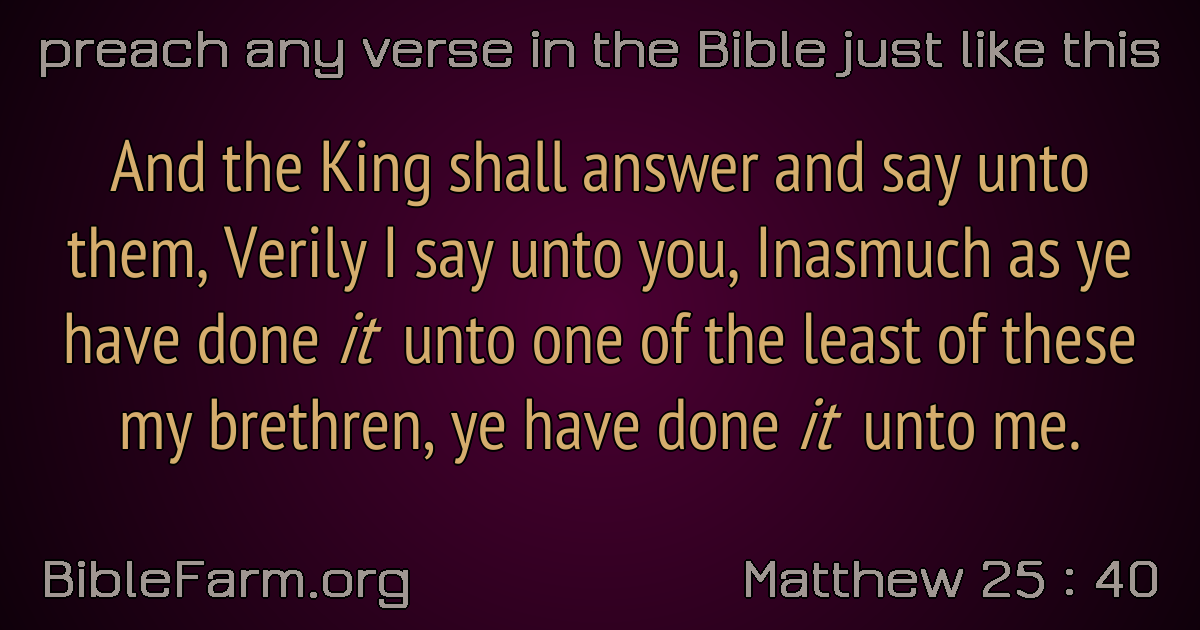 preach any verse in the Bible just like this
And the King shall answer and say unto
them, Verily I say unto you, Inasmuch as ye
have done it unto one of the least of these
my brethren, ye have done it unto me.
BibleFarm.org
Matthew 25 : 40